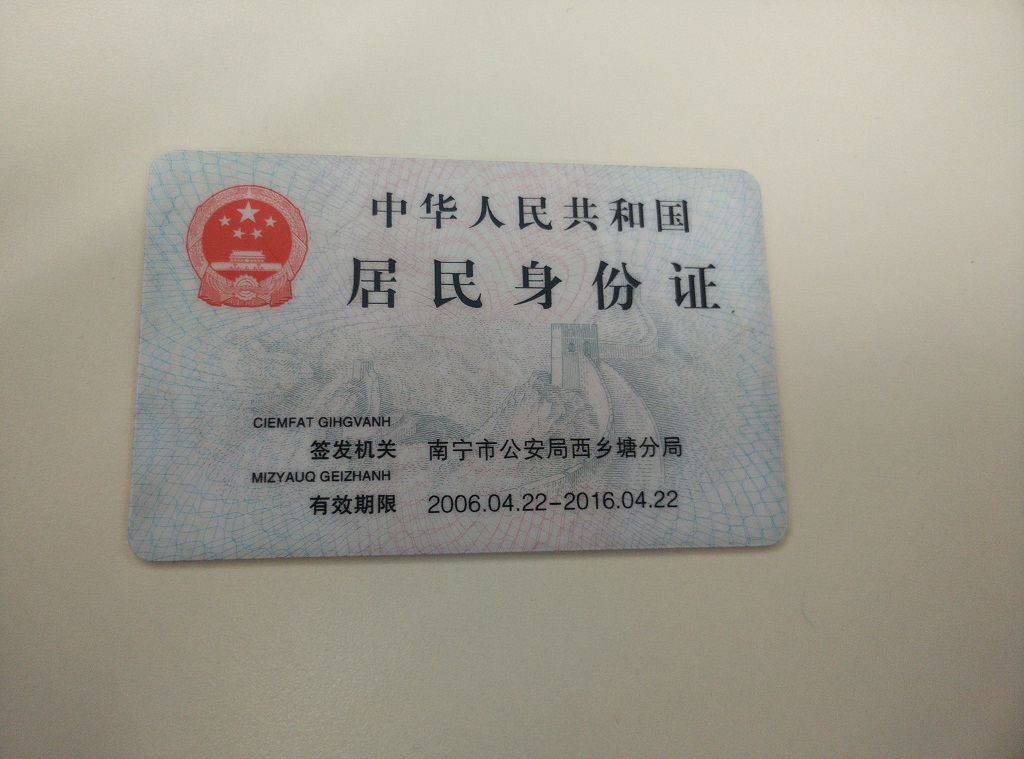 中华人民共和国
居民身份证
CIEMFAT GIHGVANH
签发机关 南宁市公安局西乡塘分局
MIZYAUQ GEIZHANH
有效期限 2006.04.22-2016.04.22